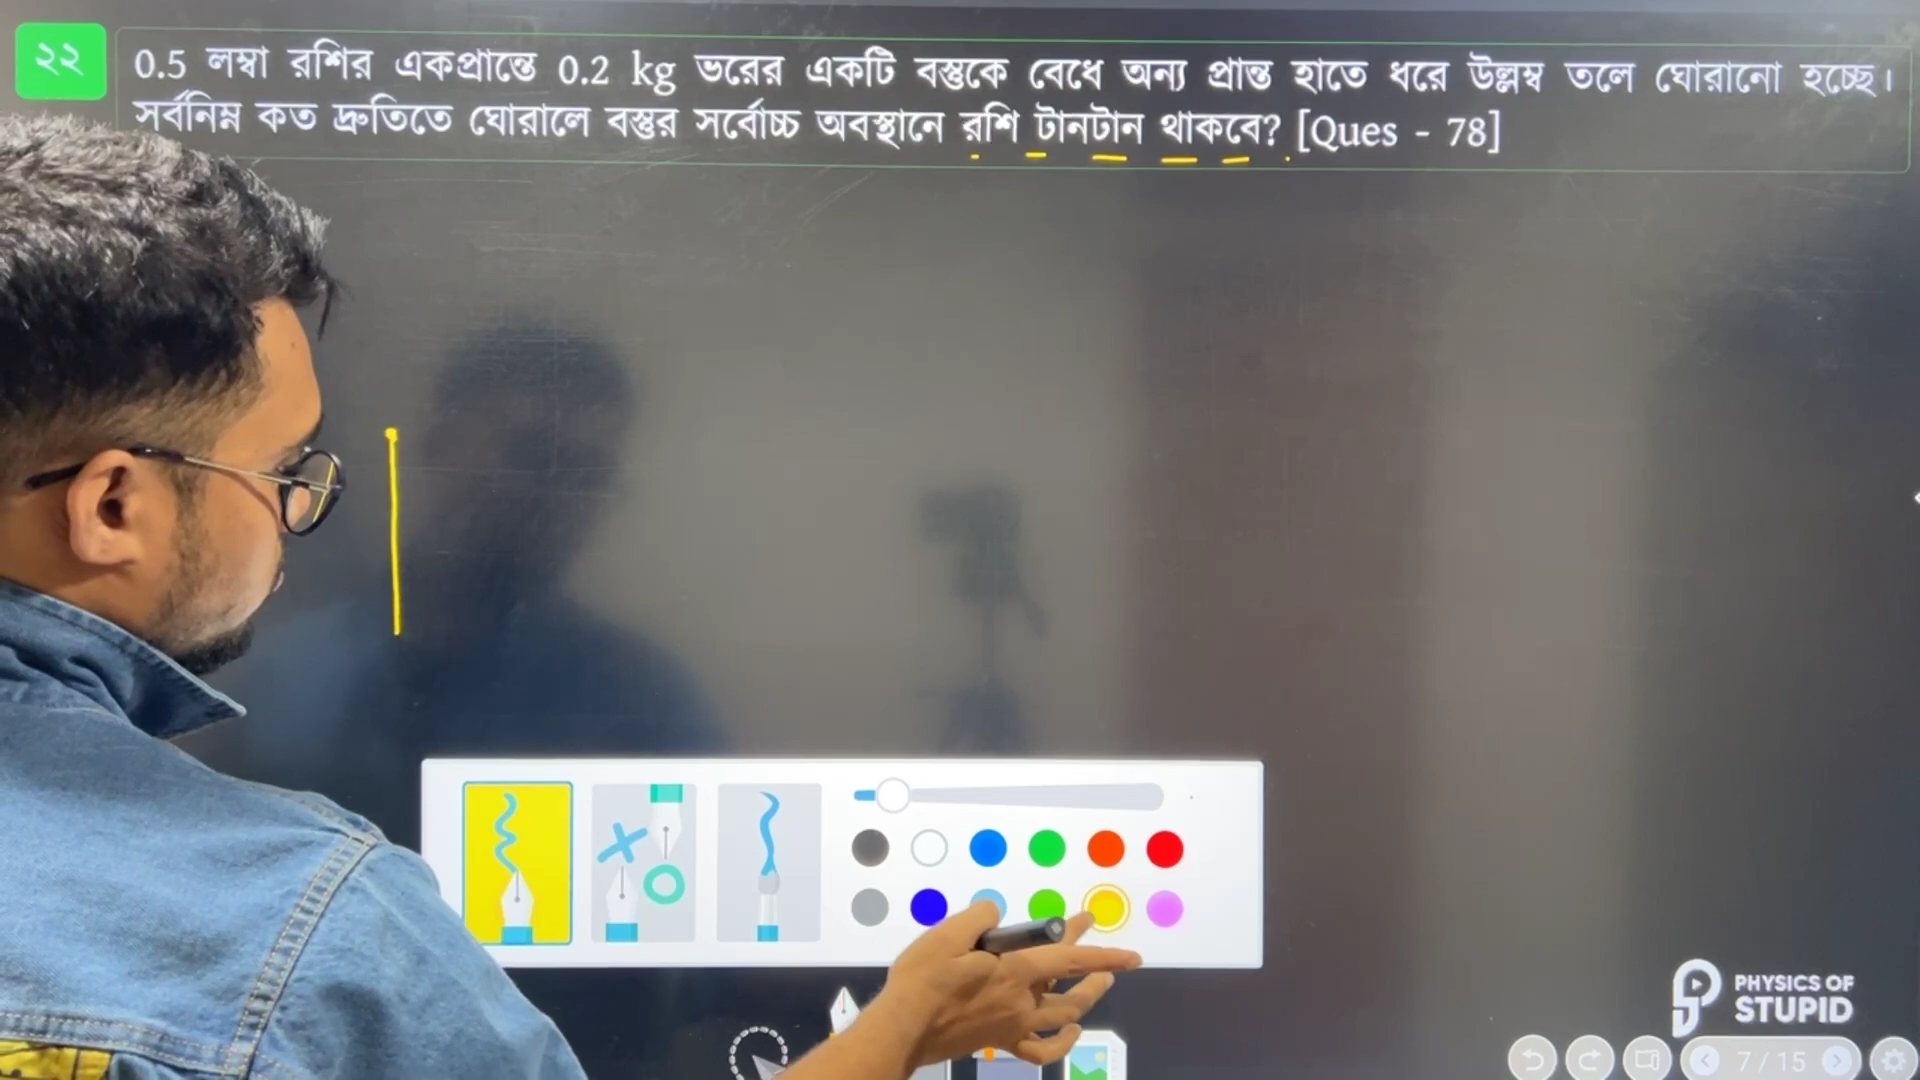 ২২
0.5 লম্বা রশির একপ্রান্তে 0.2 kg ভরের একটি বস্তুকে বেধে অন্য প্রান্ত হাতে ধরে উল্লম্ব তলে ঘোরানো হচ্ছে।
সর্বনিম্ন কত দ্রুতিতে ঘোরালে বস্তুর সর্বোচ্চ অবস্থানে রশি টানটান থাকবে? [Ques - 78]
PHYSICS OF
STUPID
7 / 15